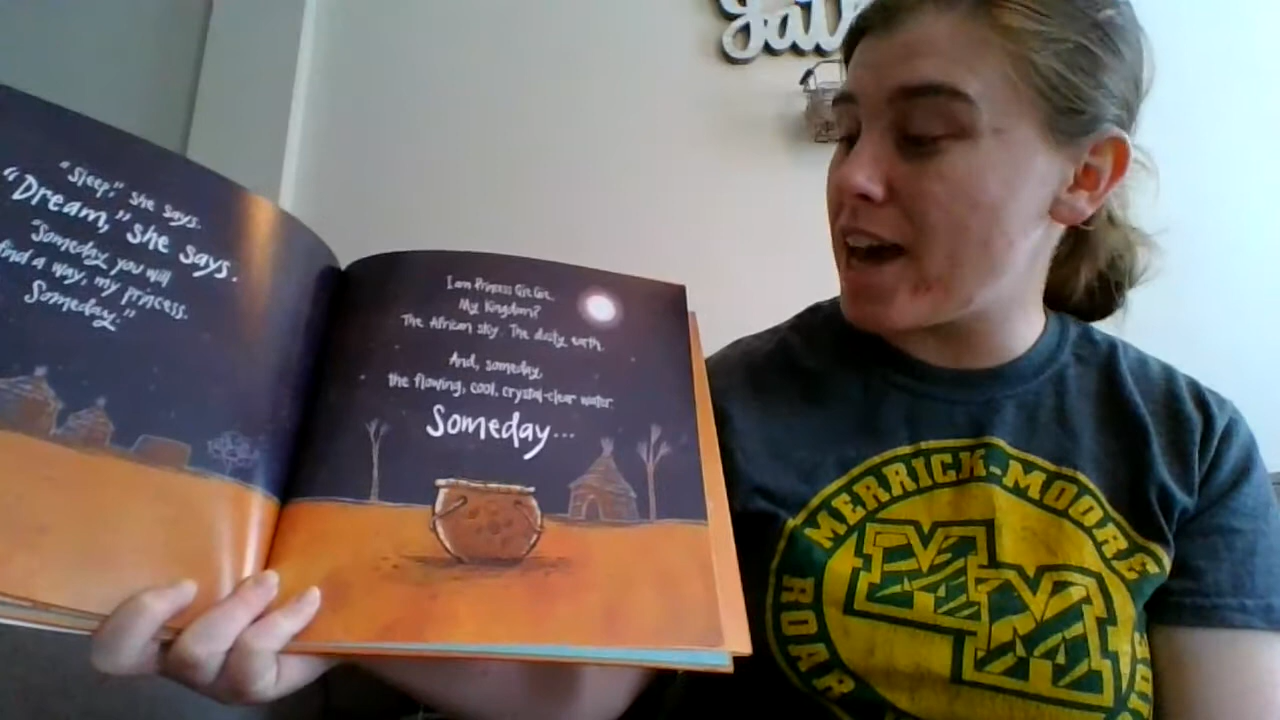 "Sleep," she says.
"Dream," she says.
"Someday you will
find a way, my princess.
Someday."
I am Princess Gie Gie.
My kingdom?
The African sky. The dusty earth.
And, someday,
the flowing, cool, crystal-clear water.
Someday...
MERRICK-MOORE
MM
ROAR